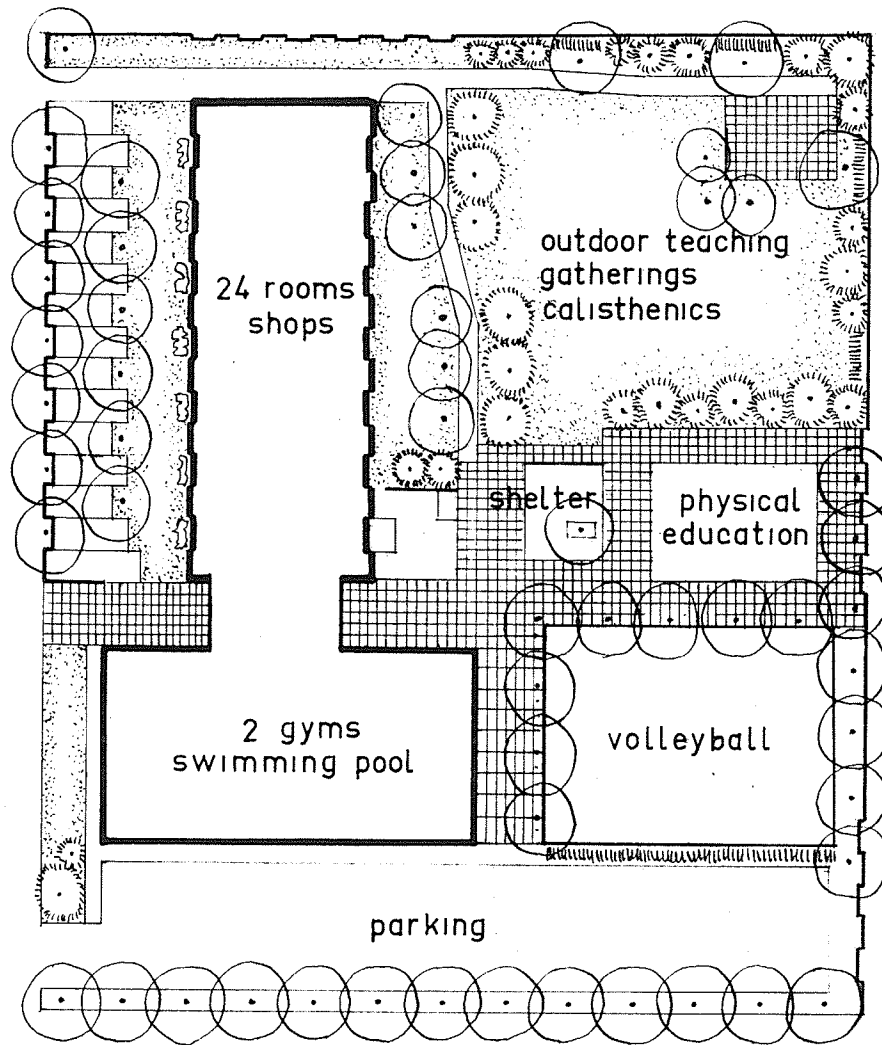 outdoor teaching
gatherings
calisthenics
24 rooms
shops
shelter
physical
education
2 gyms
swimming pool
volleyball
parking